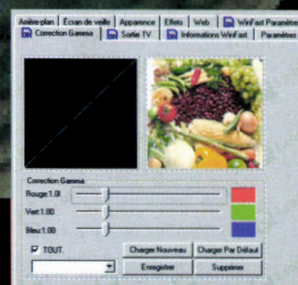 Arrière-plan Écran de veille Apparence Effets Web WinFast Paramètres
Correction Gamma Sortie TV Informations WinFast Paramètres
Correction Gamma
Rouge:1.00
Vert:1.00
Bleu:1.00
TOUT.
Charger Nouveau Charger Par Défaut
Enregistrer Supprimer